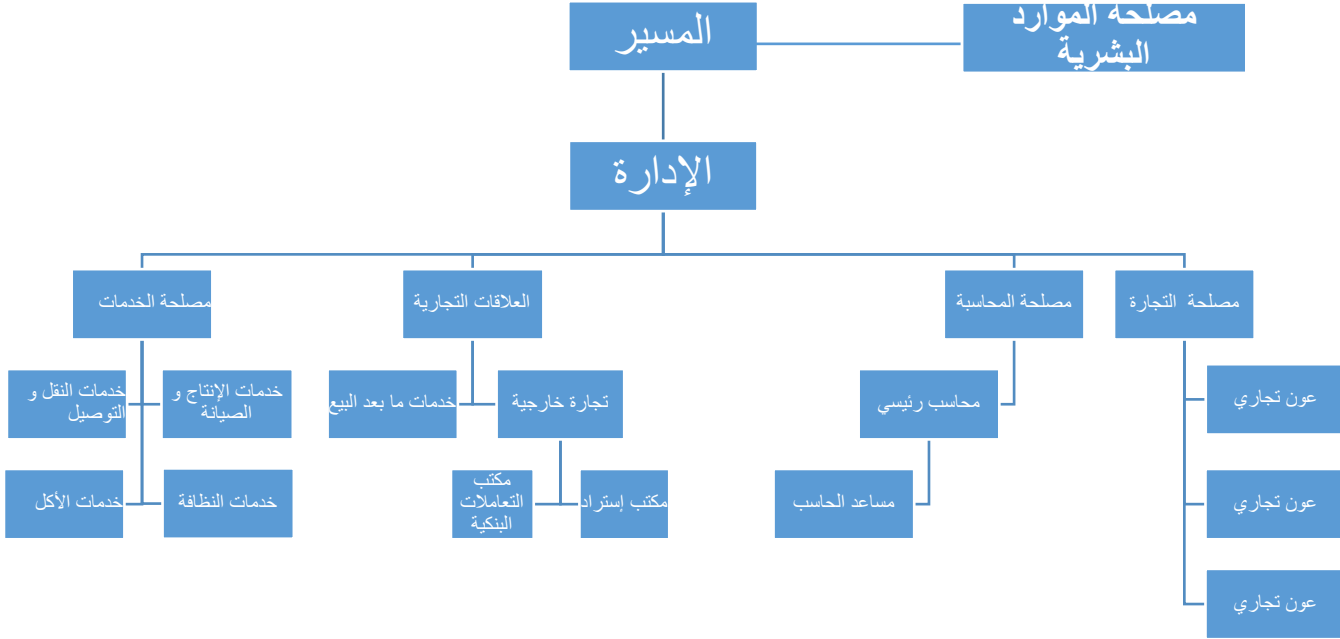 مصلحة الموارد
البشرية
المسير
الإدارة
مصلحة التجارة
مصلحة المحاسبة
العلاقات التجارية
مصلحة الخدمات
عون تجاري
محاسب رئيسي
تجارة خارجية
خدمات ما بعد البيع
خدمات الإنتاج و
الصيانة
خدمات النقل و
التوصيل
عون تجاري
مساعد الحاسب
مكتب إستراد
مكتب
التعاملات
البنكية
خدمات النظافة
خدمات الأكل
عون تجاري